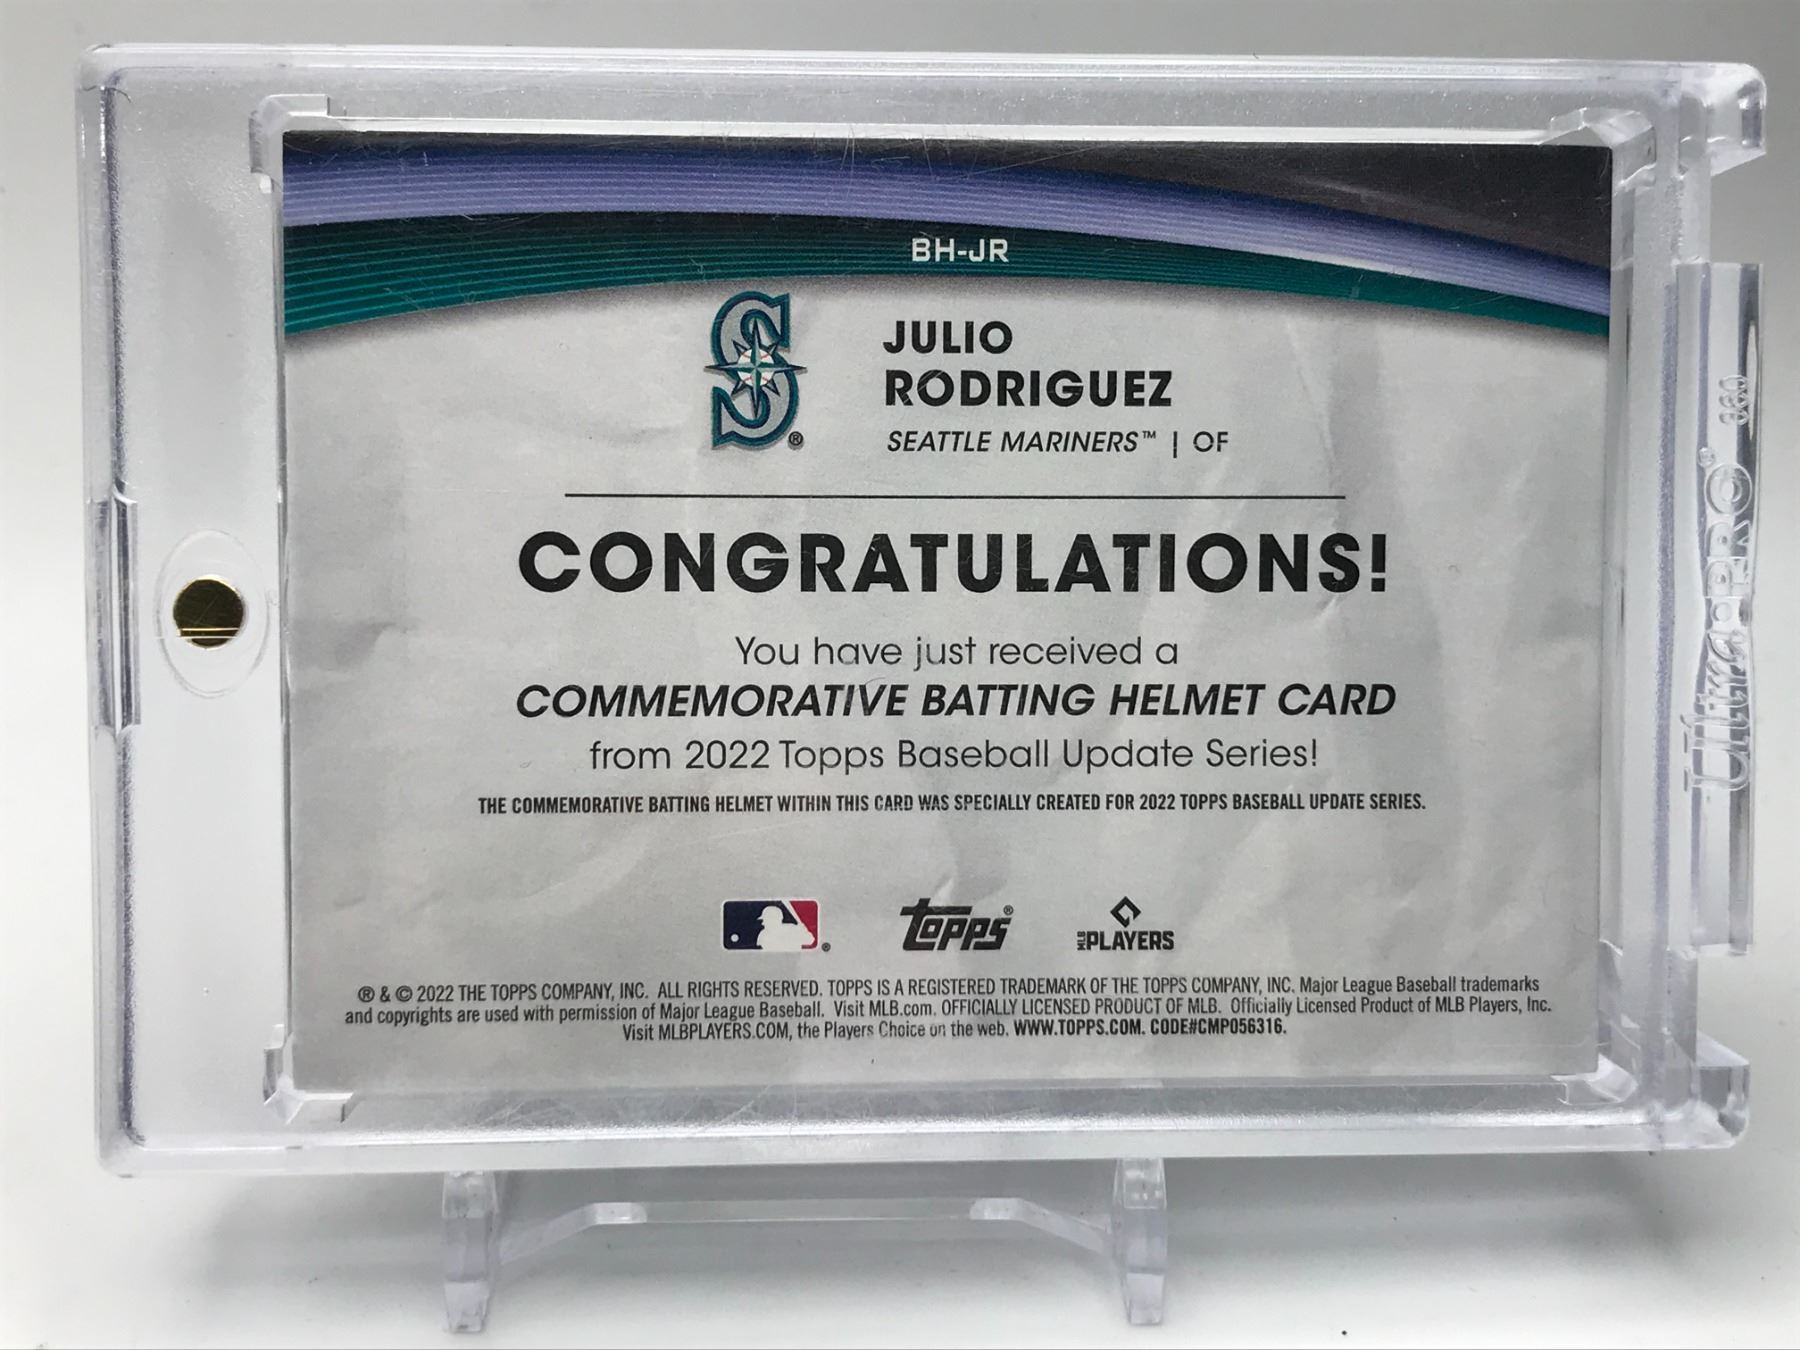 BH-JR
JULIO
RODRIGUEZ
SEATTLE MARINERS™ | OF
CONGRATULATIONS!
You have just received a
COMMEMORATIVE BATTING HELMET CARD
from 2022 Topps Baseball Update Series!
THE COMMEMORATIVE BATTING HELMET WITHIN THIS CARD WAS SPECIALLY CREATED FOR 2022 TOPPS BASEBALL UPDATE SERIES.
Topps®
MLB PLAYERS
® & © 2022 THE TOPPS COMPANY, INC. ALL RIGHTS RESERVED. TOPPS IS A REGISTERED TRADEMARK OF THE TOPPS COMPANY, INC. Major League Baseball trademarks
and copyrights are used with permission of Major League Baseball. Visit MLB.com. OFFICIALLY LICENSED PRODUCT OF MLB. Officially Licensed Product of MLB Players, Inc.
Visit MLBPLAYERS.COM, the Players Choice on the web. WWW.TOPPS.COM. CODE#CMP056316.
Ultra•PRO®